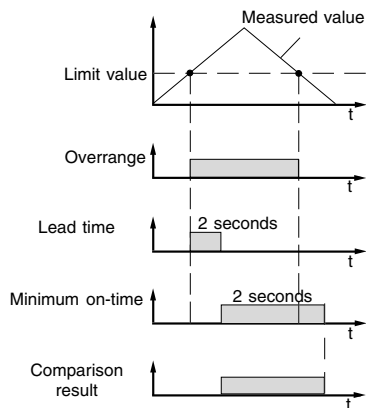 Measured value
Limit value
t
Overrange
t
Lead time
2 seconds
t
Minimum on-time
2 seconds
t
Comparison
result
t